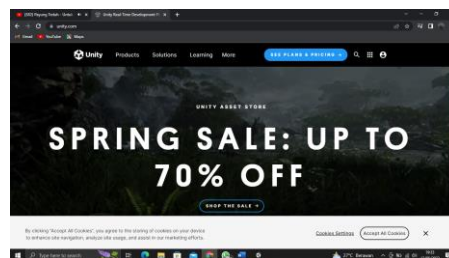 unity.com
Gmail YouTube Maps
Unity Products Solutions Learning More SEE PLANS & PRICING
UNITY ASSET STORE
SPRING SALE: UP TO
70% OFF
SHOP THE SALE →
By clicking "Accept All Cookies", you agree to the storing of cookies on your device
to enhance site navigation, analyze site usage, and assist in our marketing efforts.
Cookies Settings
Accept All Cookies
Type here to search